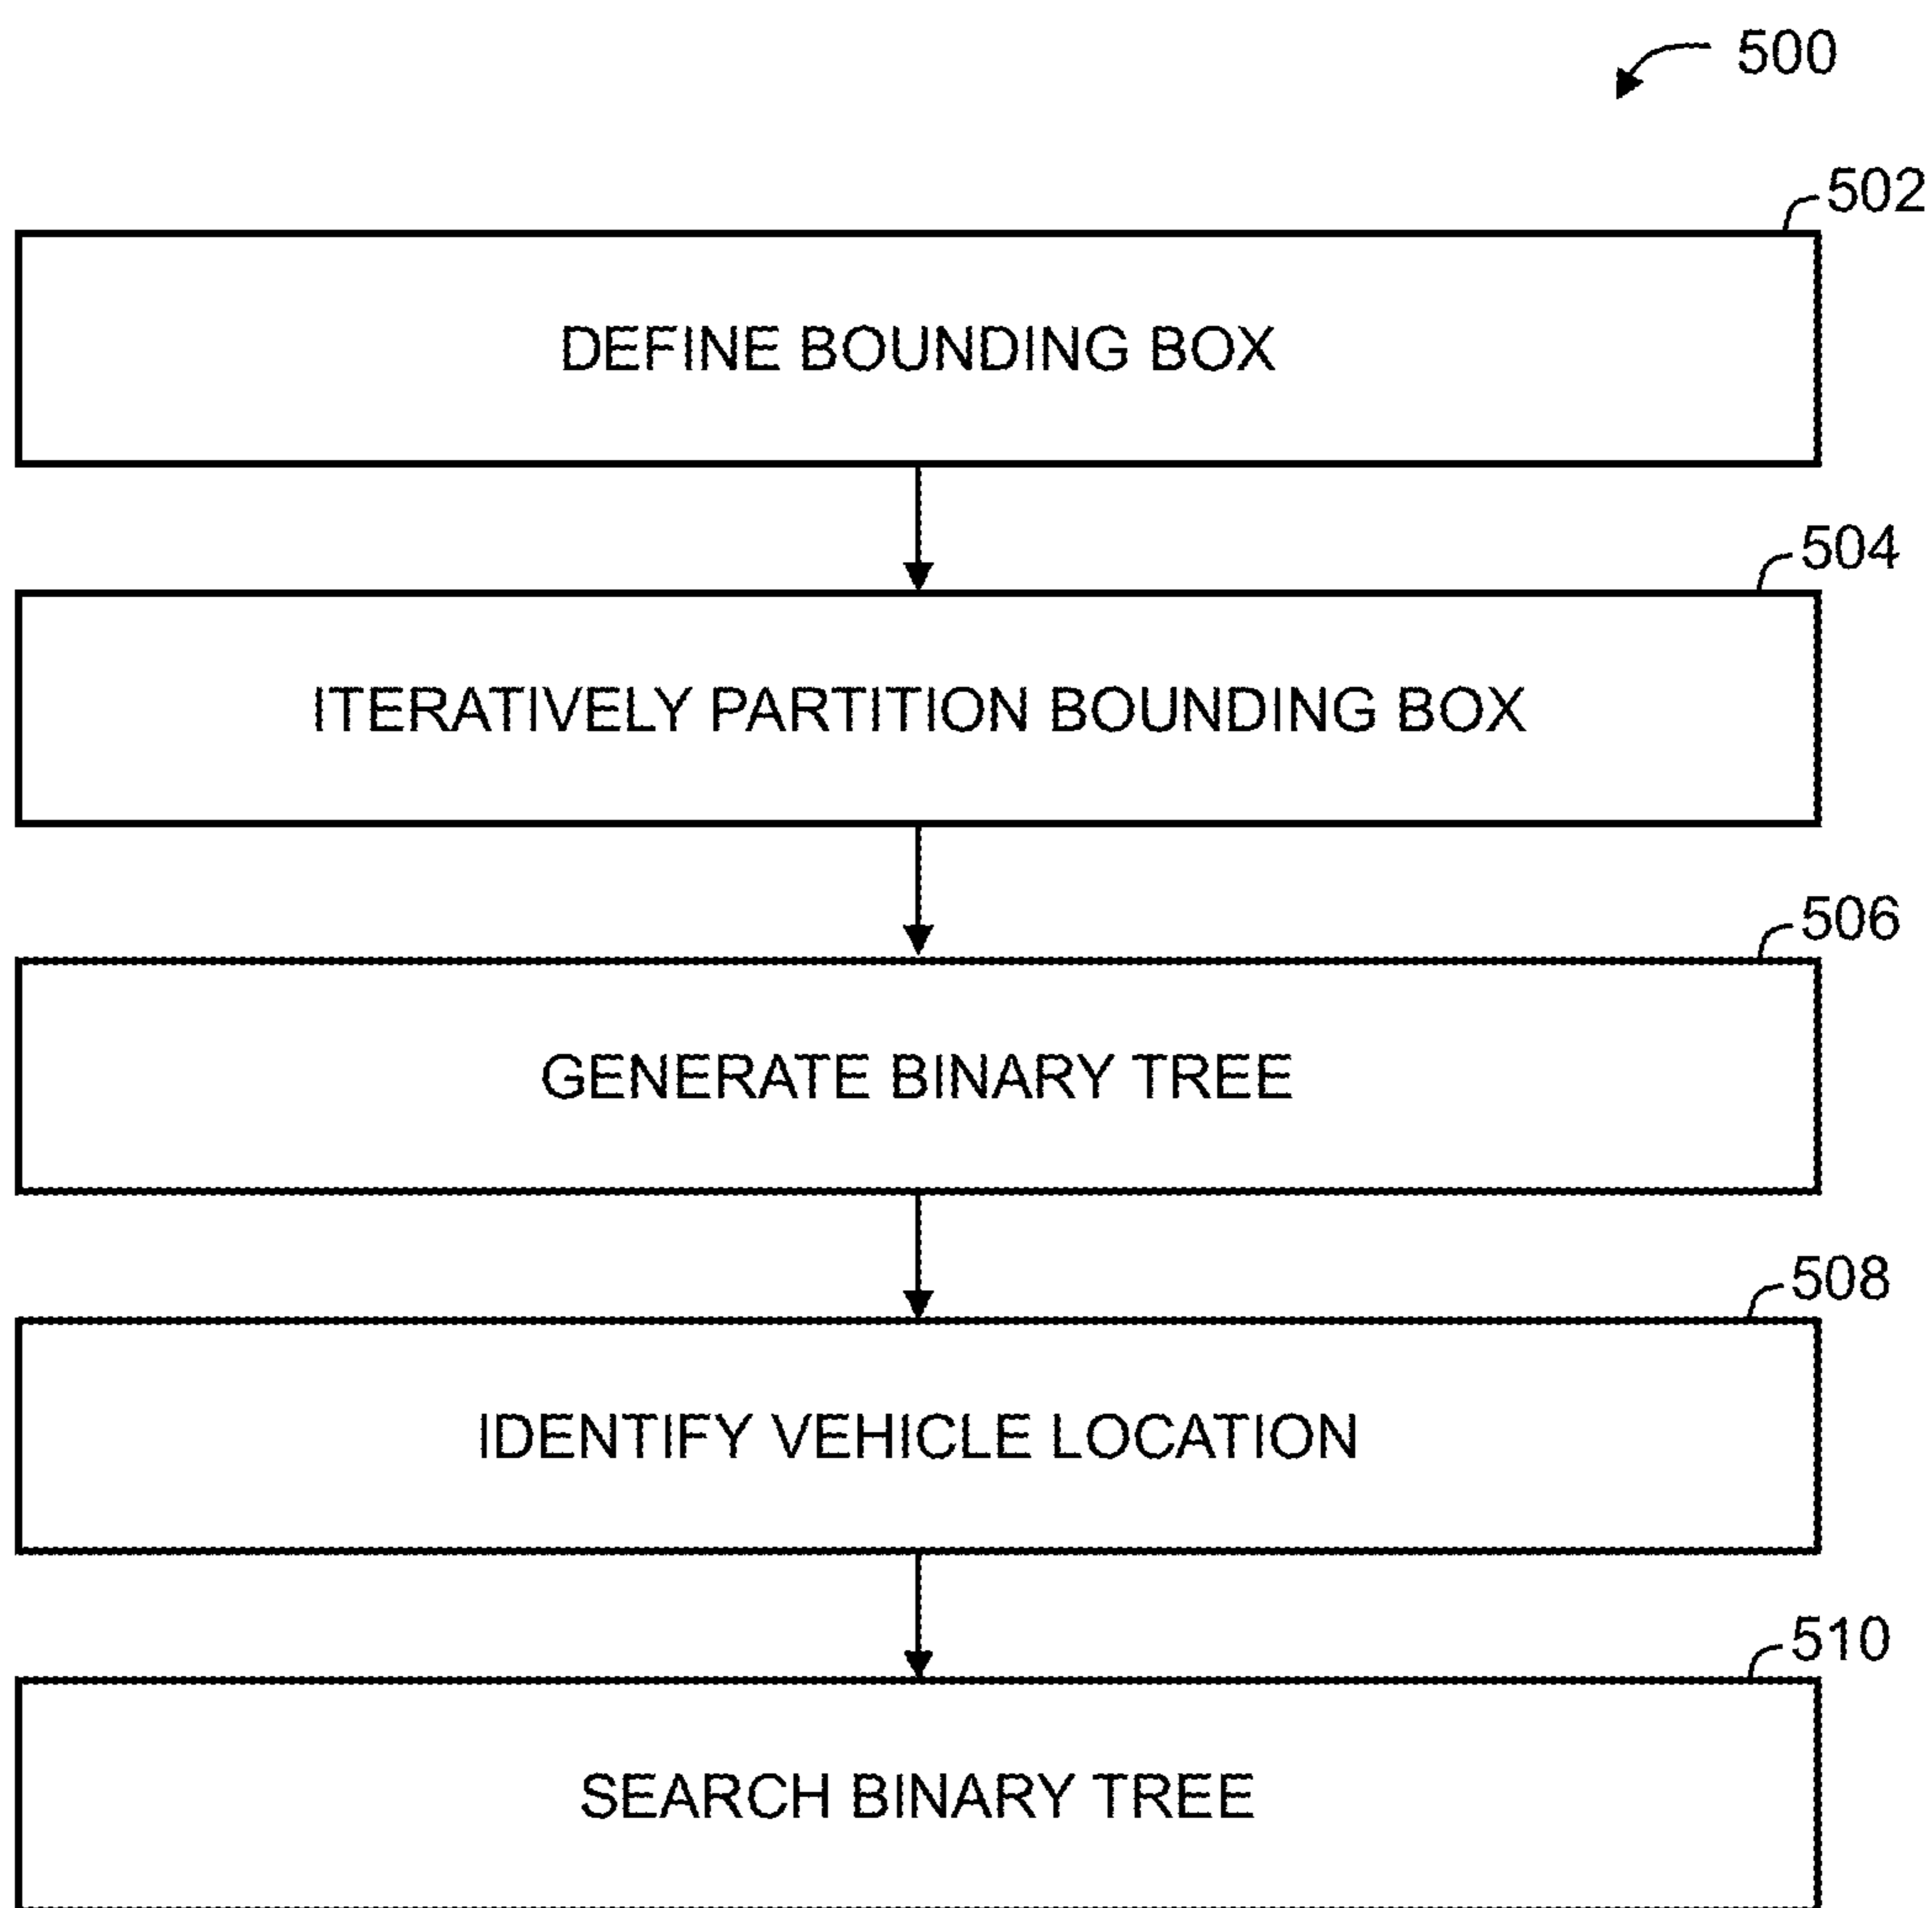 500
502
DEFINE BOUNDING BOX
504
ITERATIVELY PARTITION BOUNDING BOX
506
GENERATE BINARY TREE
508
IDENTIFY VEHICLE LOCATION
510
SEARCH BINARY TREE